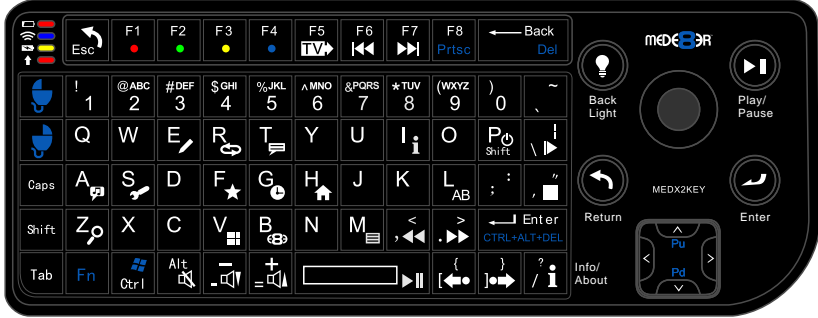 Esc F1 F2 F3 F4 F5 F6 F7 F8 Back
TV Prtsc Del
MEDE8ER
! @ABC #DEF $GHI %JKL ^MNO &PQRS *TUV (WXYZ ) ~
1 2 3 4 5 6 7 8 9 0 `
Back Light
Play/
Pause
Q W E R T Y U I i O P Shift \ ¦
Caps A S D F G H J K L AB ; : , "
MEDX2KEY
Return
Enter
Shift Z X C V B 8 N M , < . > Enter
CTRL+ALT+DEL
Pu
Pd
Tab Fn Ctrl Alt - + = [ { ] } / ? i
Info/
About